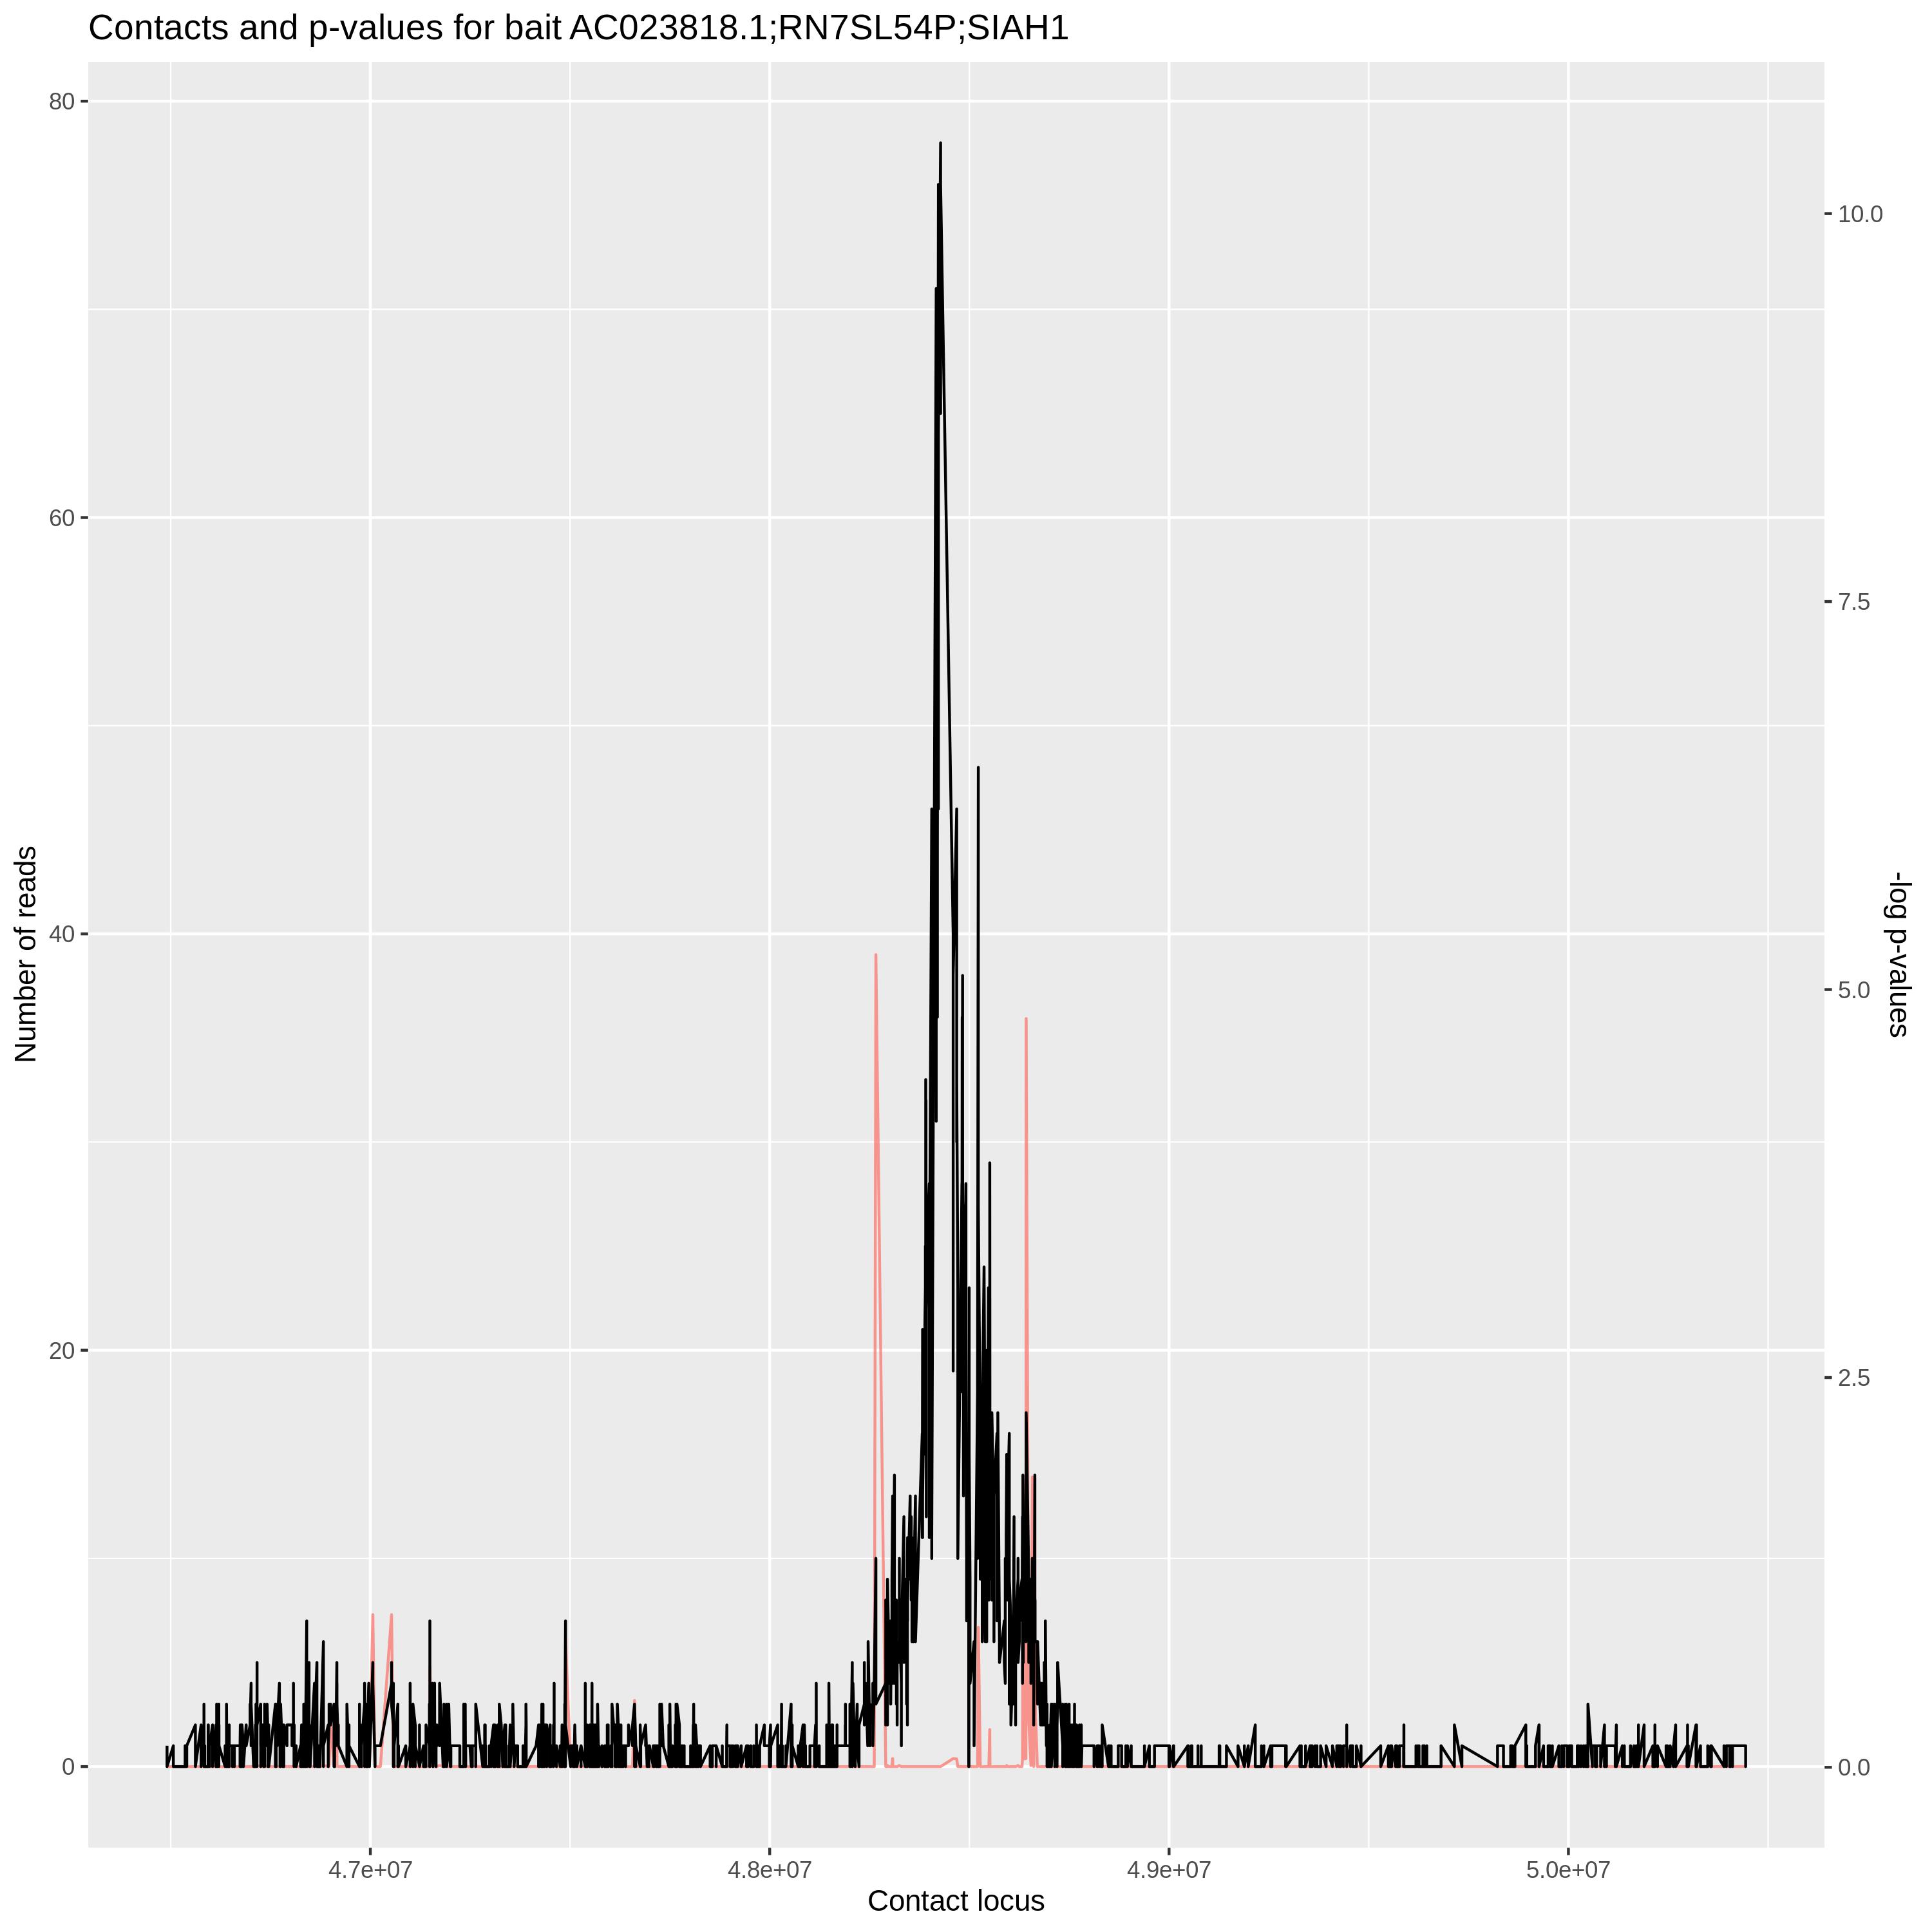 Contacts and p-values for bait AC023818.1;RN7SL54P;SIAH1
80
60
40
20
0
Number of reads
10.0
7.5
5.0
2.5
0.0
-log p-values
4.7e+07
4.8e+07
4.9e+07
5.0e+07
Contact locus